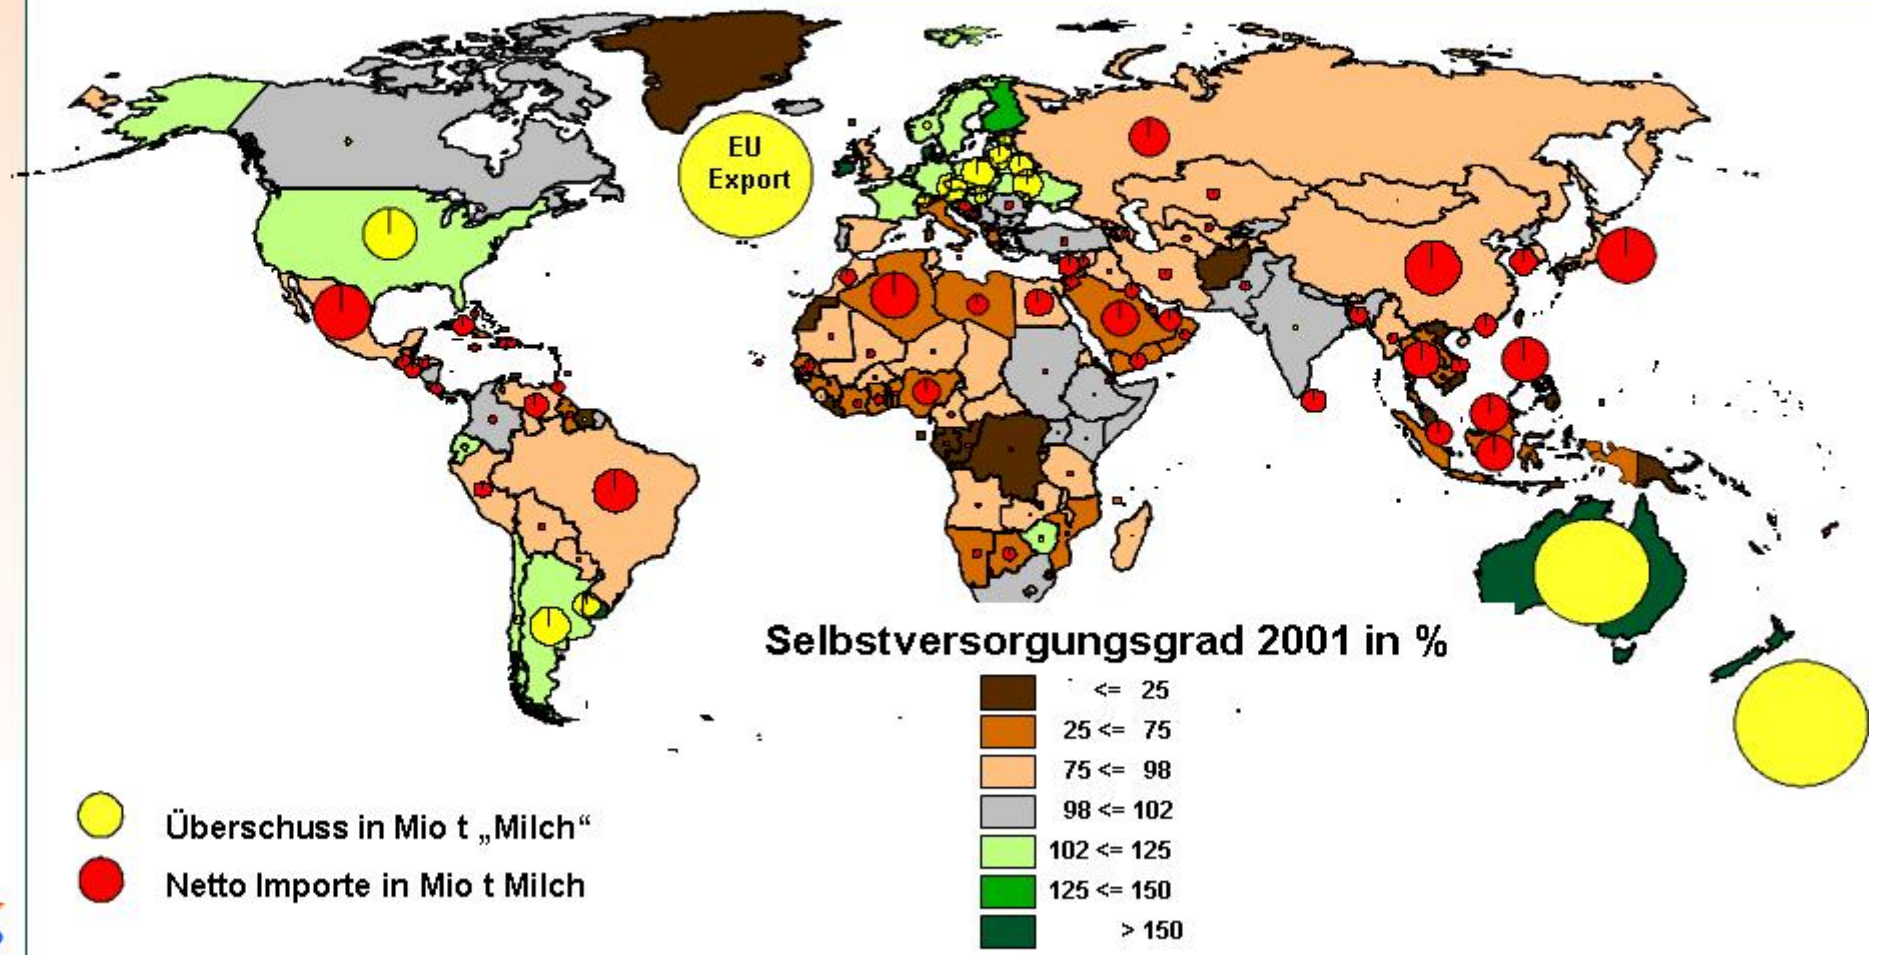 EU
Export
Selbstversorgungsgrad 2001 in %
<= 25
25 <= 75
75 <= 98
98 <= 102
102 <= 125
125 <= 150
> 150
Überschuss in Mio t „Milch“
Netto Importe in Mio t Milch